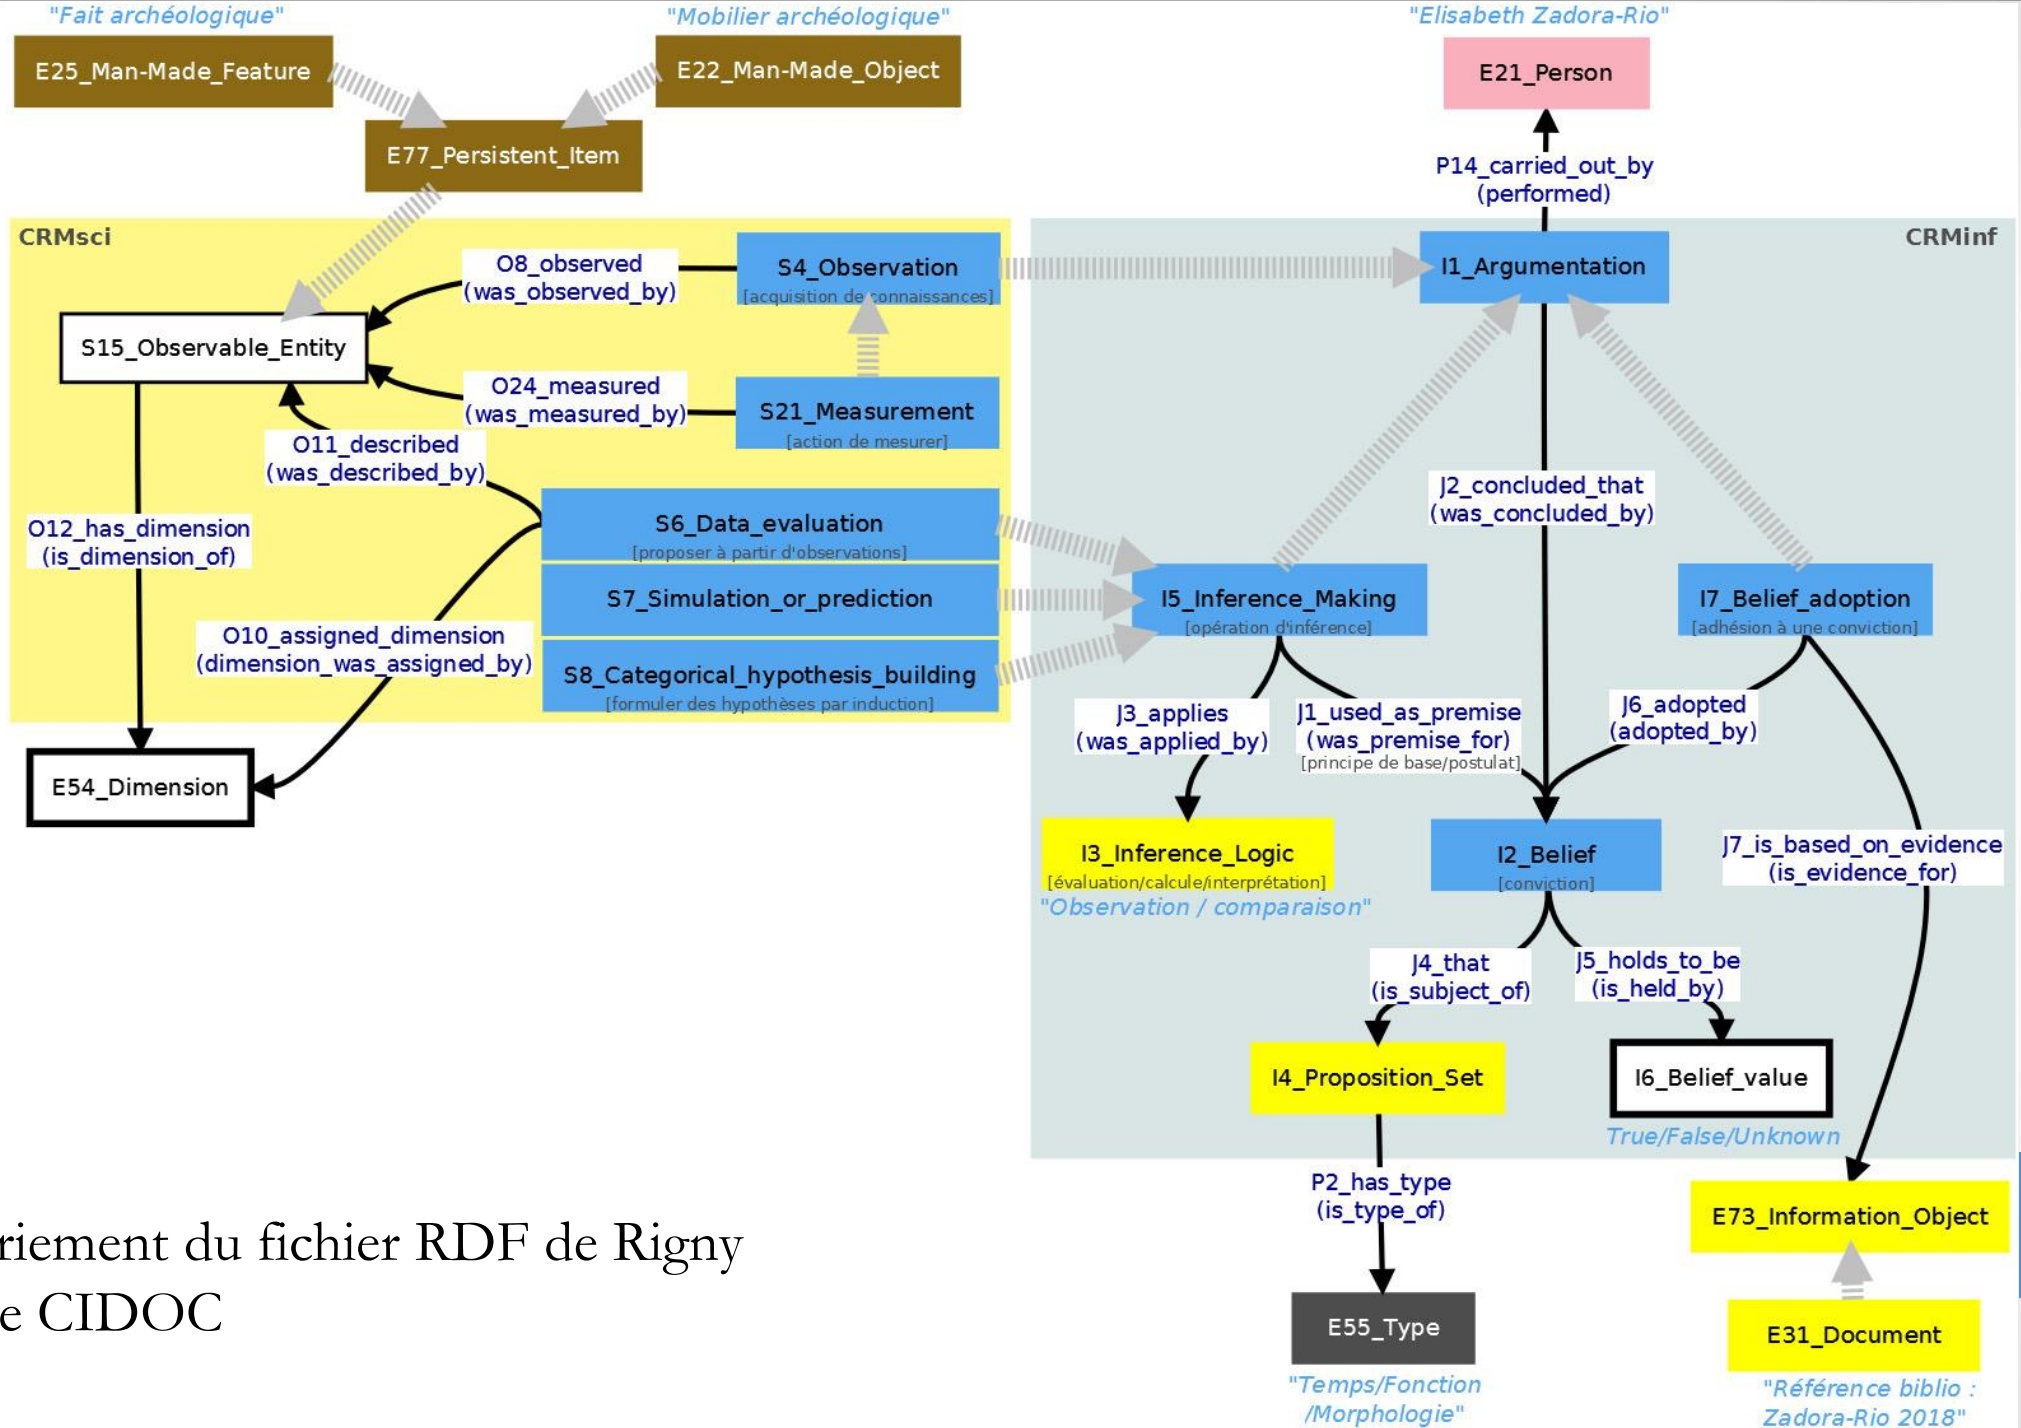 "Fait archéologique"
"Mobilier archéologique"
"Elisabeth Zadora-Rio"
E25_Man-Made_Feature
E22_Man-Made_Object
E21_Person
E77_Persistent_Item
P14_carried_out_by
(performed)
CRMsci
CRMinf
O8_observed
(was_observed_by)
S4_Observation
[acquisition de connaissances]
I1_Argumentation
S15_Observable_Entity
O24_measured
(was_measured_by)
S21_Measurement
[action de mesurer]
O11_described
(was_described_by)
J2_concluded_that
(was_concluded_by)
O12_has_dimension
(is_dimension_of)
S6_Data_evaluation
[proposer à partir d'observations]
S7_Simulation_or_prediction
I5_Inference_Making
[opération d'inférence]
I7_Belief_adoption
[adhésion à une conviction]
O10_assigned_dimension
(dimension_was_assigned_by)
S8_Categorical_hypothesis_building
[formuler des hypothèses par induction]
J3_applies
(was_applied_by)
J1_used_as_premise
(was_premise_for)
[principe de base/postulat]
J6_adopted
(adopted_by)
E54_Dimension
I3_Inference_Logic
[évaluation/calcule/interprétation]
"Observation / comparaison"
I2_Belief
[conviction]
J7_is_based_on_evidence
(is_evidence_for)
J4_that
(is_subject_of)
J5_holds_to_be
(is_held_by)
I4_Proposition_Set
I6_Belief_value
True/False/Unknown
P2_has_type
(is_type_of)
E73_Information_Object
riement du fichier RDF de Rigny
e CIDOC
E55_Type
E31_Document
"Temps/Fonction
/Morphologie"
"Référence biblio :
Zadora-Rio 2018"